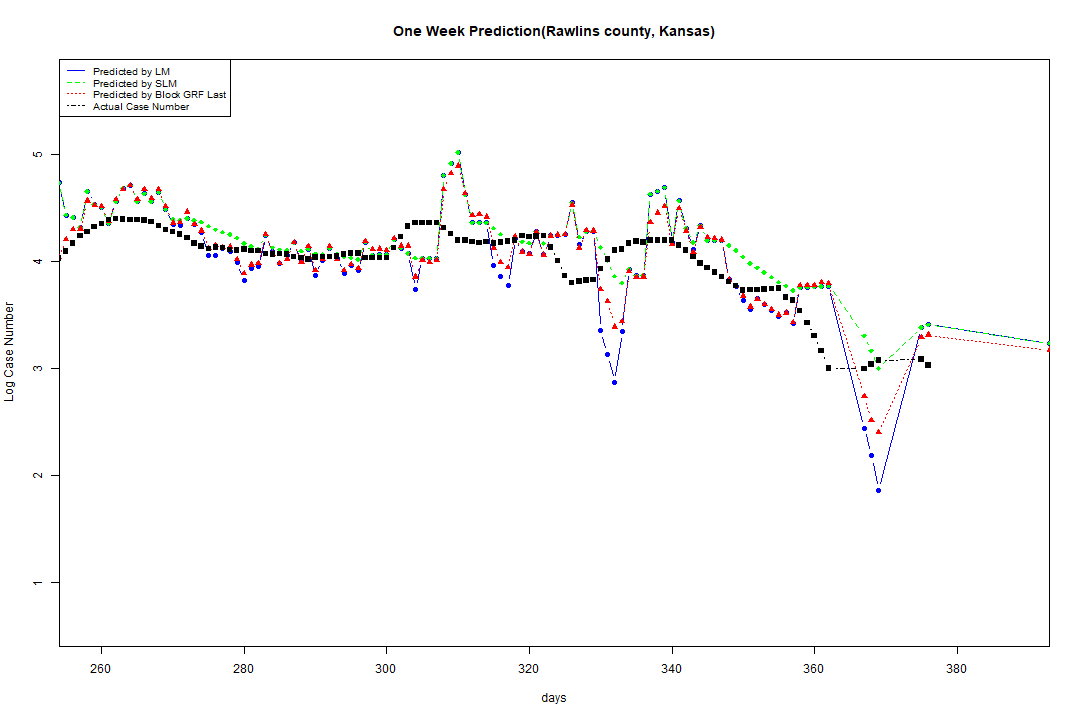 One Week Prediction(Rawlins county, Kansas)
Predicted by LM
Predicted by SLM
Predicted by Block GRF Last
Actual Case Number
5
4
3
2
1
Log Case Number
260 280 300 320 340 360 380
days